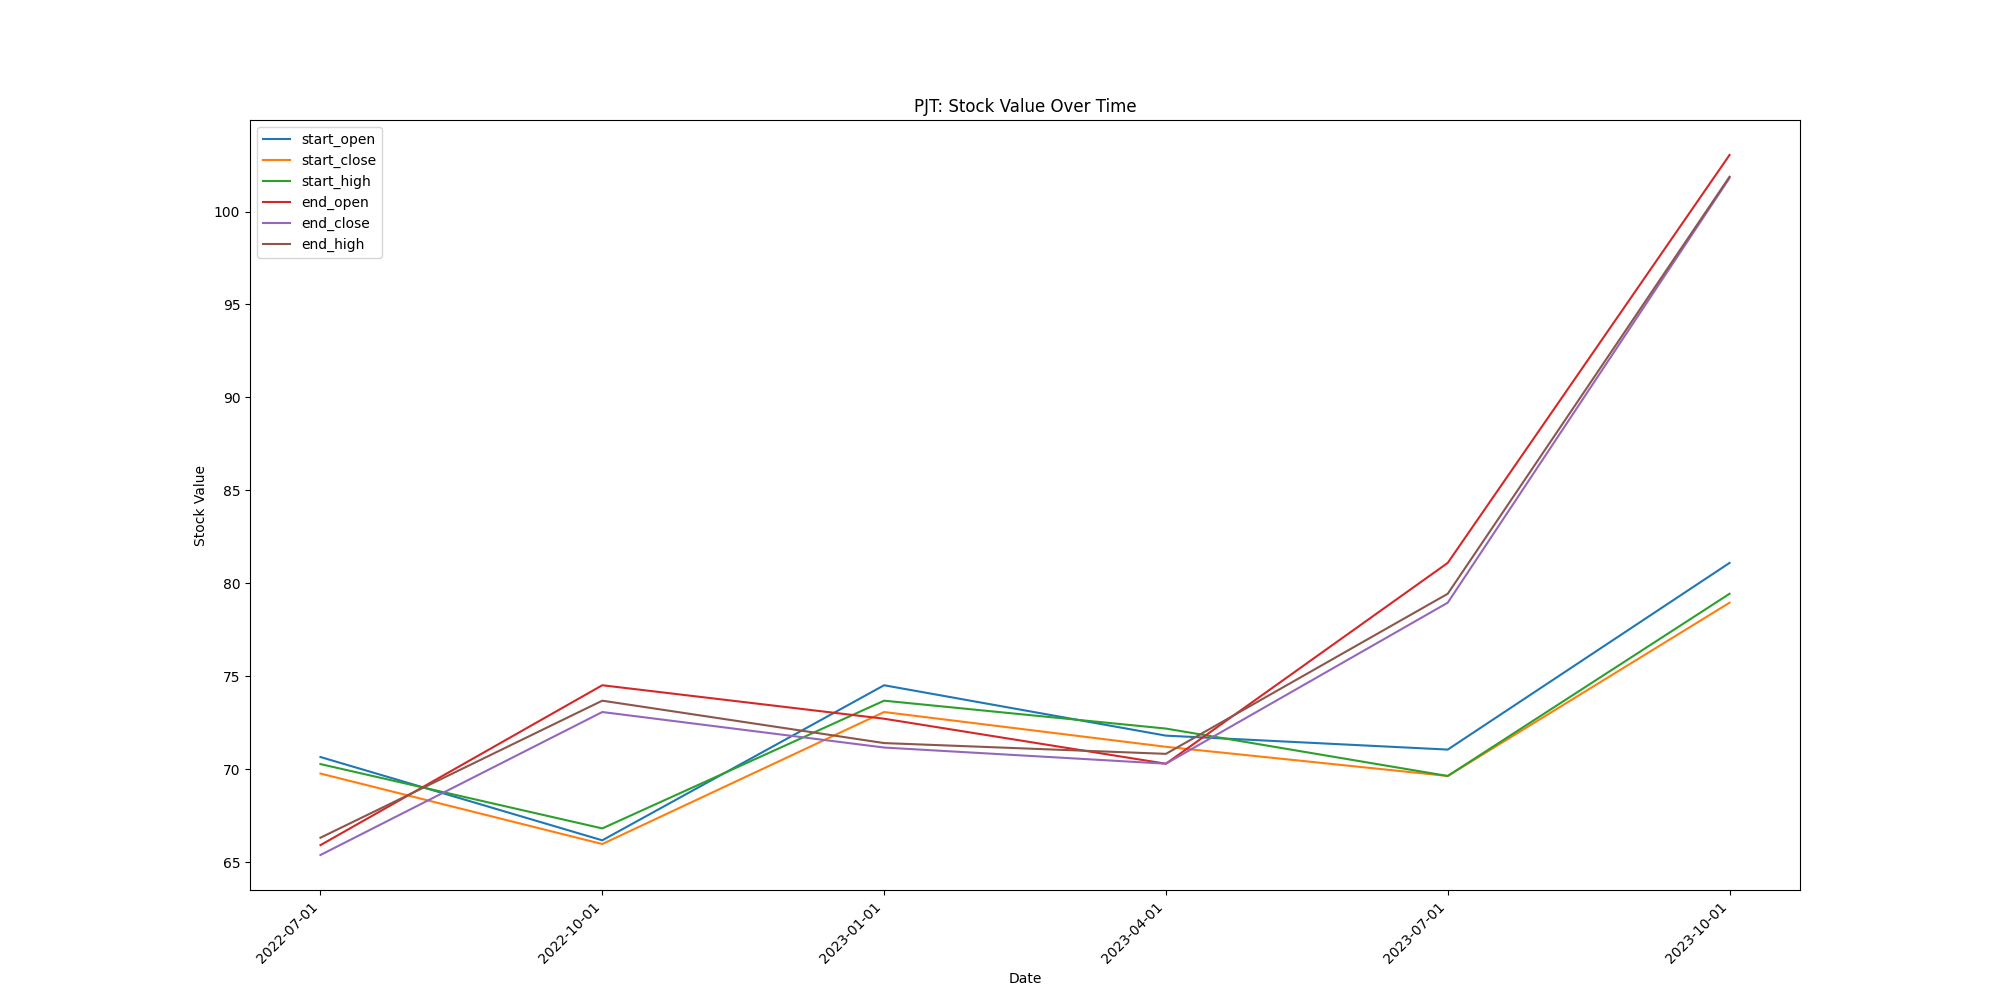 PJT: Stock Value Over Time
start_open
start_close
start_high
end_open
end_close
end_high
100
95
90
85
80
75
70
65
Stock Value
2022-07-01
2022-10-01
2023-01-01
2023-04-01
2023-07-01
2023-10-01
Date